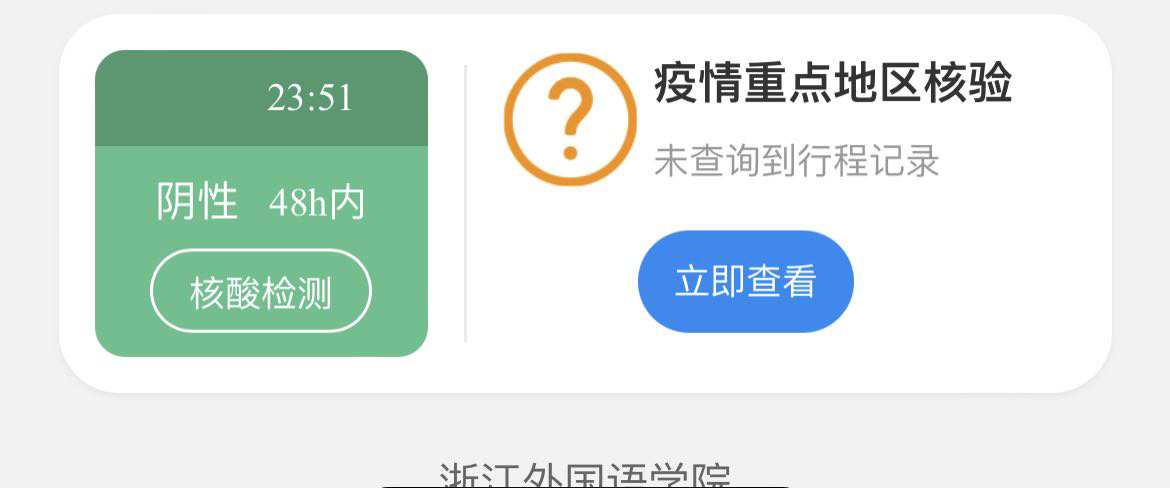 23:51
阴性 48h内
核酸检测
疫情重点地区核验
未查询到行程记录
立即查看
浙江外国语学院